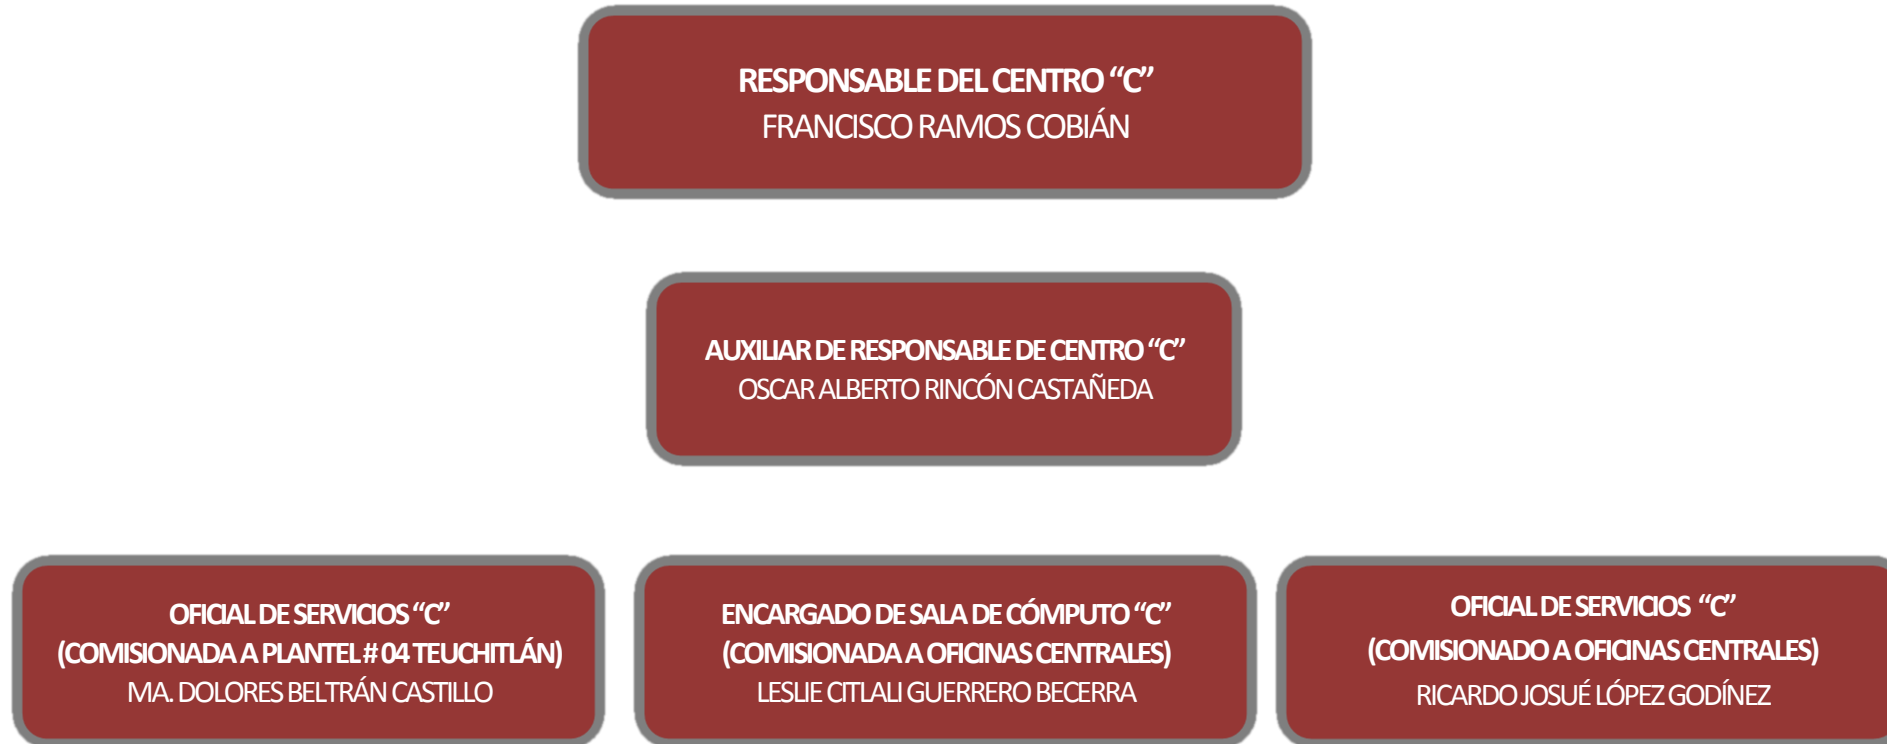 RESPONSABLE DEL CENTRO “C”
FRANCISCO RAMOS COBIÁN
AUXILIAR DE RESPONSABLE DE CENTRO “C”
OSCAR ALBERTO RINCÓN CASTAÑEDA
OFICIAL DE SERVICIOS “C”
(COMISIONADA A PLANTEL # 04 TEUCHITLÁN)
MA. DOLORES BELTRÁN CASTILLO
ENCARGADO DE SALA DE CÓMPUTO “C”
(COMISIONADA A OFICINAS CENTRALES)
LESLIE CITLALI GUERRERO BECERRA
OFICIAL DE SERVICIOS “C”
(COMISIONADO A OFICINAS CENTRALES)
RICARDO JOSUÉ LÓPEZ GODÍNEZ